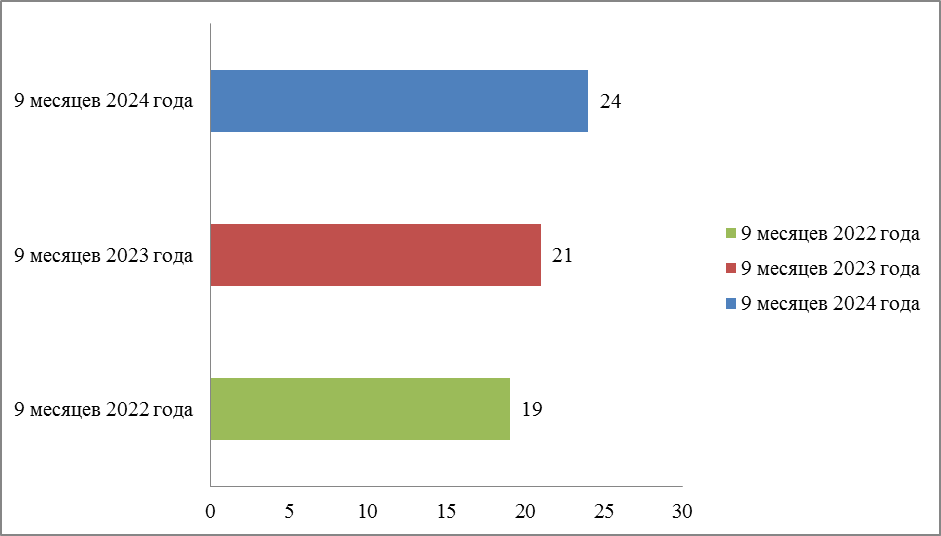 9 месяцев 2024 года
24
9 месяцев 2023 года
21
9 месяцев 2022 года
19
0 5 10 15 20 25 30
9 месяцев 2022 года
9 месяцев 2023 года
9 месяцев 2024 года